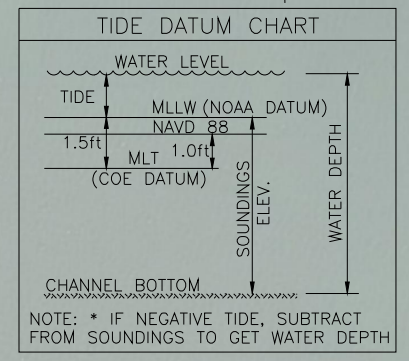 TIDE DATUM CHART
WATER LEVEL
TIDE
MLLW (NOAA DATUM)
NAVD 88
1.5ft
1.0ft
MLT
(COE DATUM)
SOUNDINGS
ELEV.
WATER DEPTH
CHANNEL BOTTOM
NOTE: * IF NEGATIVE TIDE, SUBTRACT
FROM SOUNDINGS TO GET WATER DEPTH